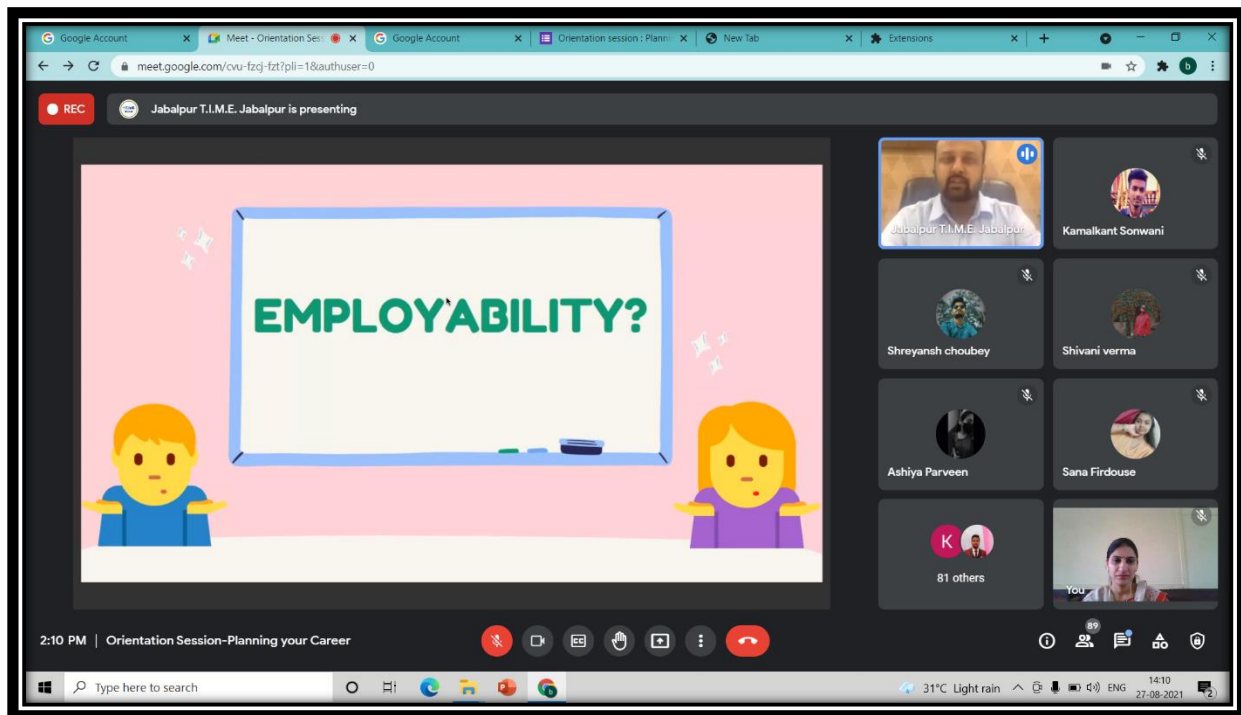 Google Account
Meet - Orientation Ses
Google Account
Orientation session : Plann
New Tab
Extensions
meet.google.com/cvu-fzcj-fzt?pli=1&authuser=0
b
REC
Jabalpur T.I.M.E. Jabalpur is presenting
EMPLOYABILITY?
Jabalpur T.I.M.E. Jabalpur
Kamalkant Sonwani
Shreyansh choubey
Shivani verma
Ashiya Parveen
Sana Firdouse
K
81 others
You
2:10 PM | Orientation Session-Planning your Career
CC
89
Type here to search
31°C Light rain
ENG
14:10
27-08-2021
2